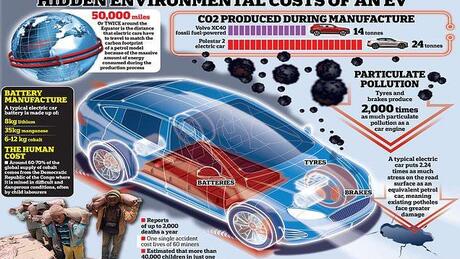 HIDDEN ENVIRONMENTAL COSTS OF AN EV
50,000 miles
Or TWICE around the
Equator is the distance
that electric cars have
to travel to match the
carbon footprint
of a petrol model
because of the massive
amount of energy
consumed during the
production process
CO2 PRODUCED DURING MANUFACTURE
Volvo XC40
fossil fuel-powered
14 tonnes
Polestar 2
electric car
24 tonnes
PARTICULATE
POLLUTION
Tyres and
brakes produce
2,000 times
as much particulate
pollution as a
car engine
BATTERY
MANUFACTURE
A typical electric car
battery is made up of:
8kg lithium
35kg manganese
6-12 kg cobalt
THE HUMAN
COST
Around 60-70% of the
global supply of cobalt
comes from the Democratic
Republic of the Congo where
it is mined in difficult and
dangerous conditions, often
by child labourers
TYRES
BATTERIES
BRAKES
A typical electric
car puts 2.24
times as much
stress on the road
surface as an
equivalent petrol
car, meaning
existing potholes
face greater
damage
Reports
of up to 2,000
deaths a year
One single accident
cost lives of 60 miners
Estimated that more
than 40,000 children in just one